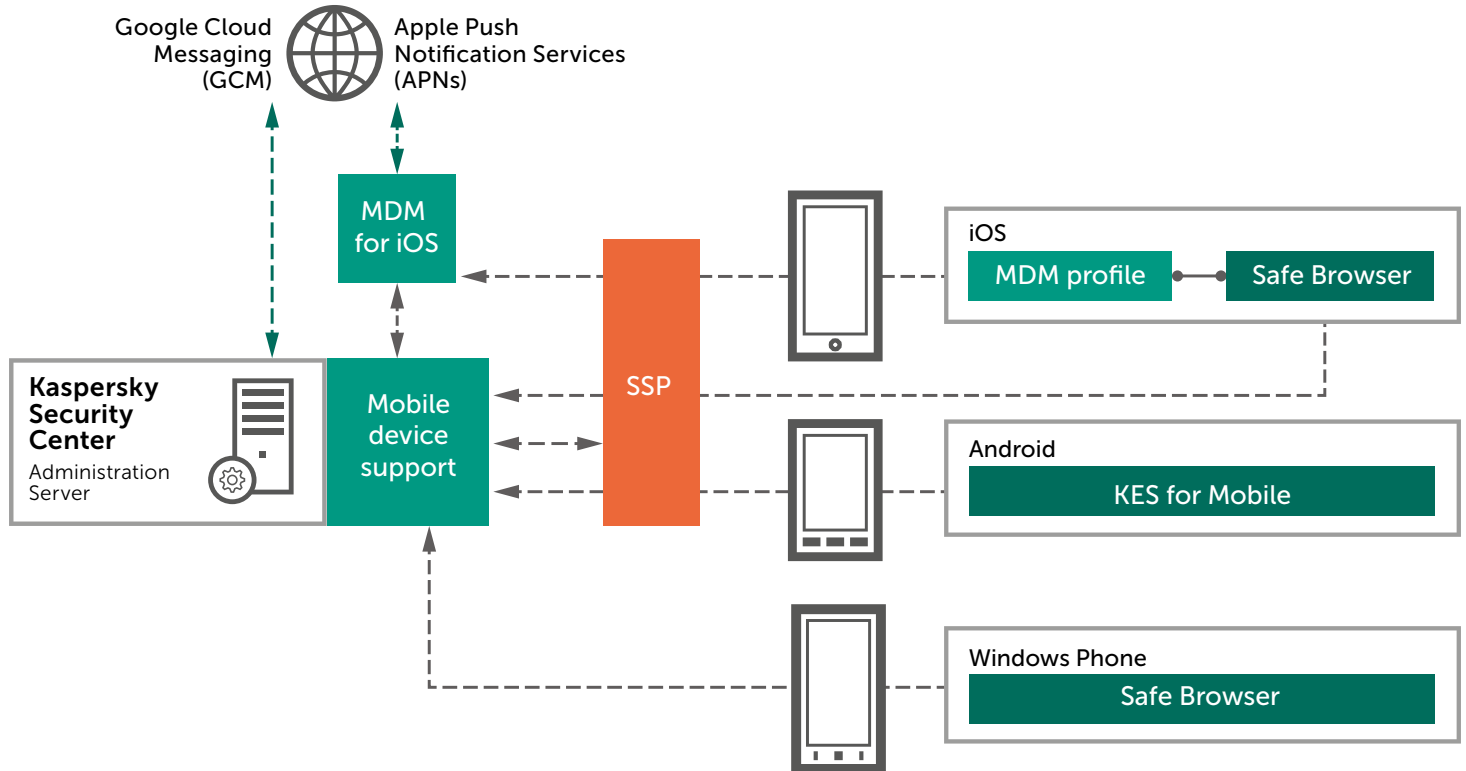 Google Cloud
Messaging
(GCM)
Apple Push
Notification Services
(APNs)
MDM
for iOS
iOS
MDM profile
Safe Browser
Kaspersky
Security
Center
Administration
Server
Mobile
device
support
SSP
Android
KES for Mobile
Windows Phone
Safe Browser